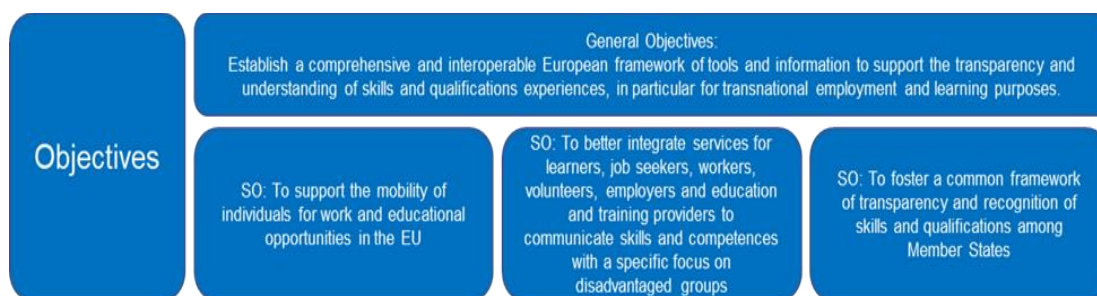 Objectives
General Objectives:
Establish a comprehensive and interoperable European framework of tools and information to support the transparency and
understanding of skills and qualifications experiences, in particular for transnational employment and learning purposes.
SO: To support the mobility of
individuals for work and educational
opportunities in the EU
SO: To better integrate services for
learners, job seekers, workers,
volunteers, employers and education
and training providers to
communicate skills and competences
with a specific focus on
disadvantaged groups
SO: To foster a common framework
of transparency and recognition of
skills and qualifications among
Member States